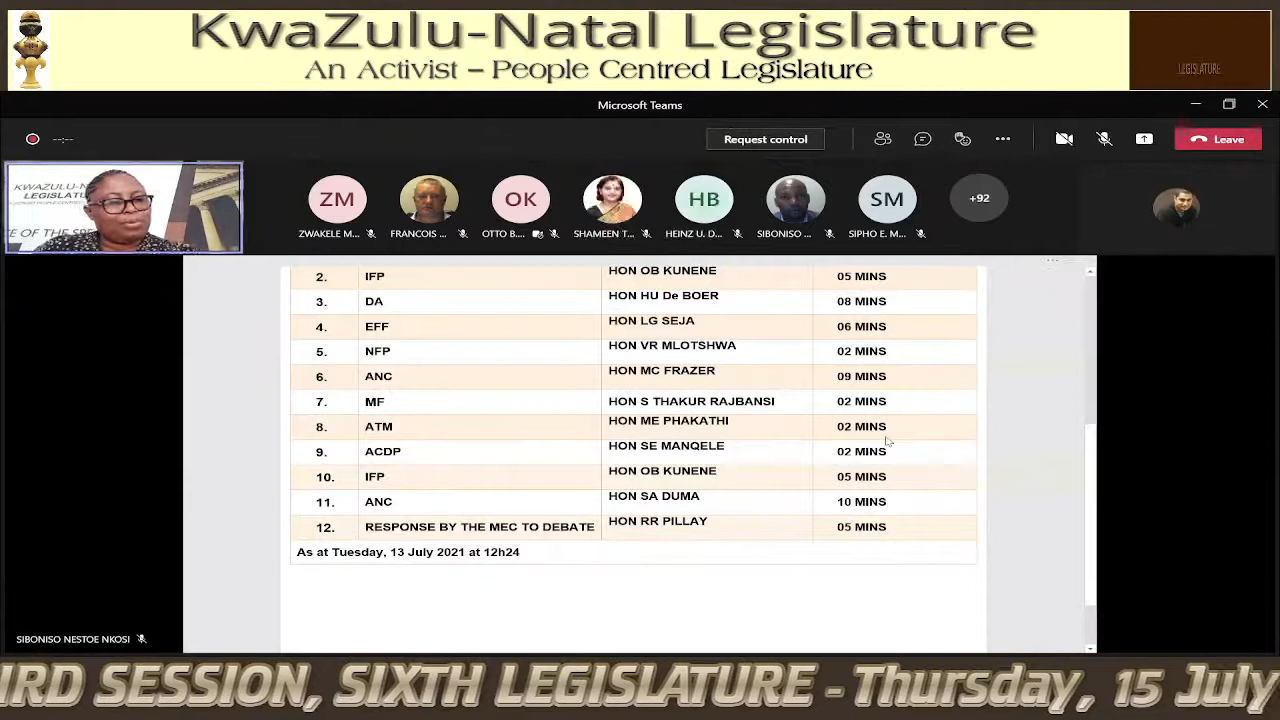 KwaZulu-Natal Legislature
An Activist – People Centred Legislature
LEGISLATURE
Microsoft Teams
--:--
Request control
Leave
KWAZULU-N
LEGISLAT
E OF THE SPE
ZM
OK
HB
SM
+92
ZWAKELE M...
FRANCOIS ...
OTTO B....
SHAMEEN T...
HEINZ U. D...
SIBONISO ...
SIPHO E. M...
2. IFP HON OB KUNENE 05 MINS
3. DA HON HU De BOER 08 MINS
4. EFF HON LG SEJA 06 MINS
5. NFP HON VR MLOTSHWA 02 MINS
6. ANC HON MC FRAZER 09 MINS
7. MF HON S THAKUR RAJBANSI 02 MINS
8. ATM HON ME PHAKATHI 02 MINS
9. ACDP HON SE MANQELE 02 MINS
10. IFP HON OB KUNENE 05 MINS
11. ANC HON SA DUMA 10 MINS
12. RESPONSE BY THE MEC TO DEBATE HON RR PILLAY 05 MINS
As at Tuesday, 13 July 2021 at 12h24
SIBONISO NESTOE NKOSI
IRD SESSION, SIXTH LEGISLATURE - Thursday, 15 July